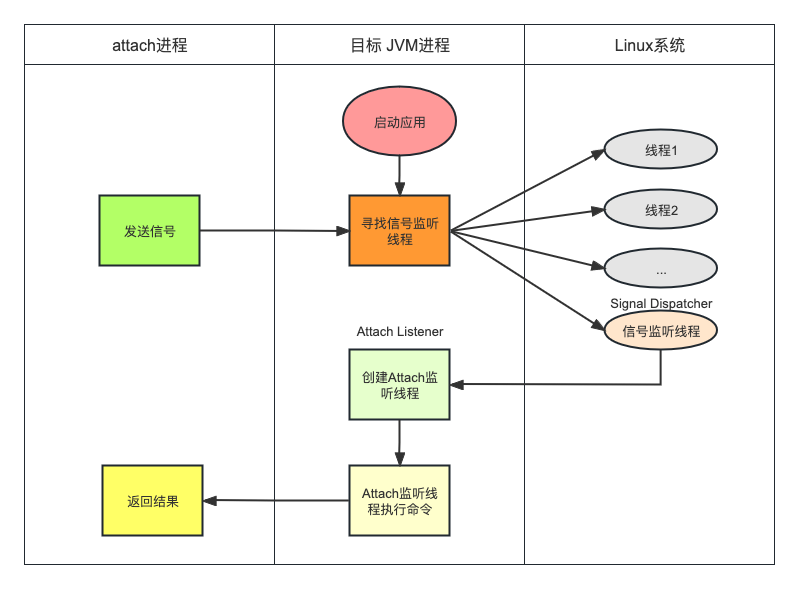 attach进程
目标 JVM进程
Linux系统
启动应用
线程1
发送信号
寻找信号监听
线程
线程2
...
Signal Dispatcher
信号监听线程
Attach Listener
创建Attach监
听线程
返回结果
Attach监听线
程执行命令